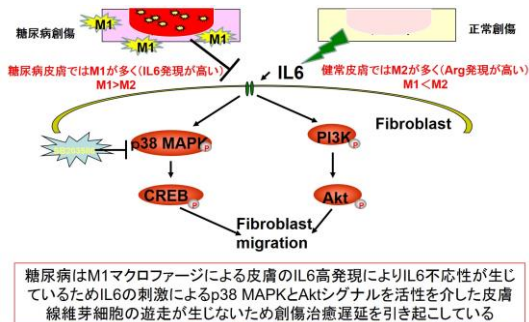 糖尿病創傷
正常創傷
M1
M1
M1
糖尿病皮膚ではM1が多く(IL6発現が高い)
M1>M2
IL6
健常皮膚ではM2が多く(Arg発現が高い)
M1<M2
Fibroblast
p38 MAPK
P
PI3K
P
CREB
P
Akt
P
Fibroblast
migration
糖尿病はM1マクロファージによる皮膚のIL6高発現によりIL6不応性が生じ
ているためIL6の刺激によるp38 MAPKとAktシグナルを活性を介した皮膚
線維芽細胞の遊走が生じないため創傷治癒遅延を引き起こしている